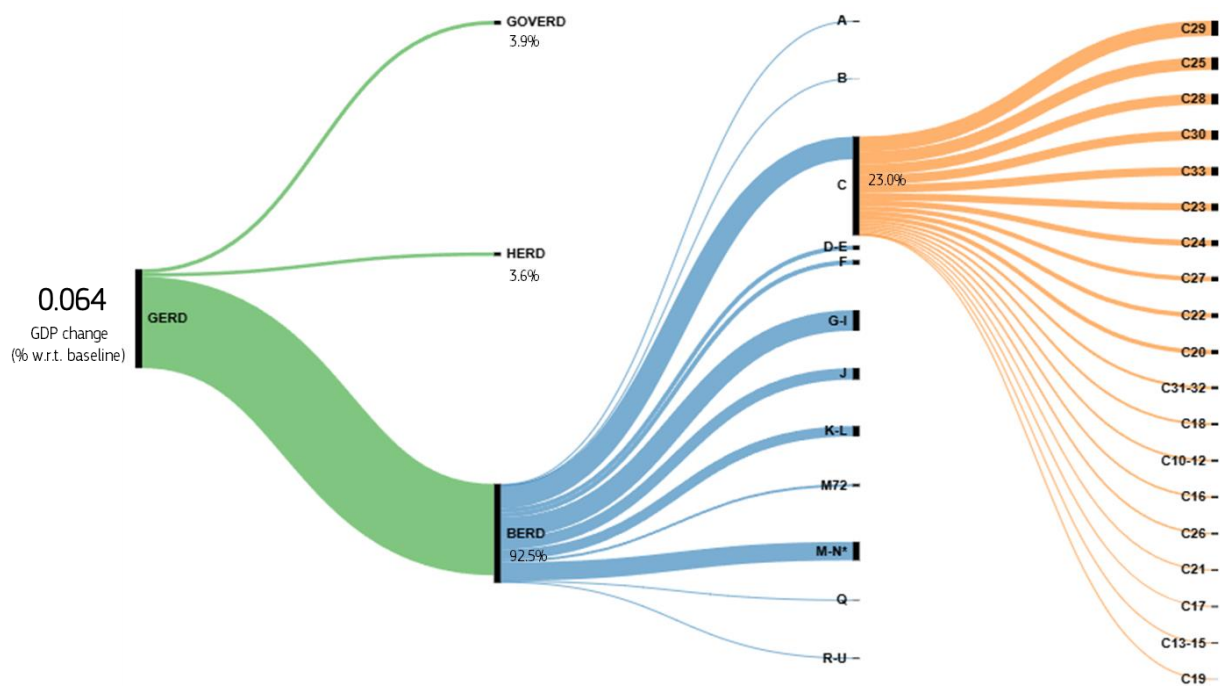 0.064
GDP change
(% w.r.t. baseline)
GERD
GOVERD
3.9%
HERD
3.6%
BERD
92.5%
A
B
C
23.0%
D-E
F
G-I
J
K-L
M72
M-N*
Q
R-U
C29
C25
C28
C30
C33
C23
C24
C27
C22
C20
C31-32
C18
C10-12
C16
C26
C21
C17
C13-15
C19